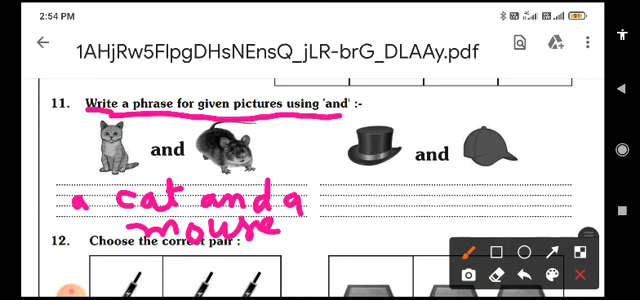 2:54 PM
1AHjRw5FlpgDHsNEnsQ_jLR-brG_DLAAy.pdf
11. Write a phrase for given pictures using 'and' :-
and and
a cat and a
mouse
12. Choose the correct pair :